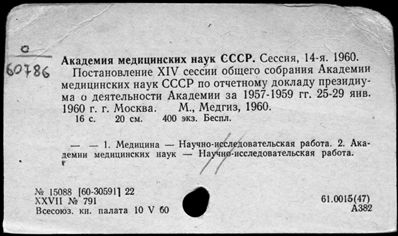 O
60786
Академия медицинских наук СССР. Сессия, 14-я. 1960.
Постановление XIV сессии общего собрания Академии
медицинских наук СССР по отчетному докладу президиу-
ма о деятельности Академии за 1957-1959 гг. 25-29 янв.
1960 г. г. Москва. М., Медгиз, 1960.
16 с. 20 см. 400 экз. Беспл.
— — 1. Медицина — Научно-исследовательская работа. 2. Ака-
демии медицинских наук — Научно-исследовательская работа.
г
№ 15088 [60-30591] 22
XXVII № 791
Всесоюз. кн. палата 10 V 60
61.0015(47)
А382